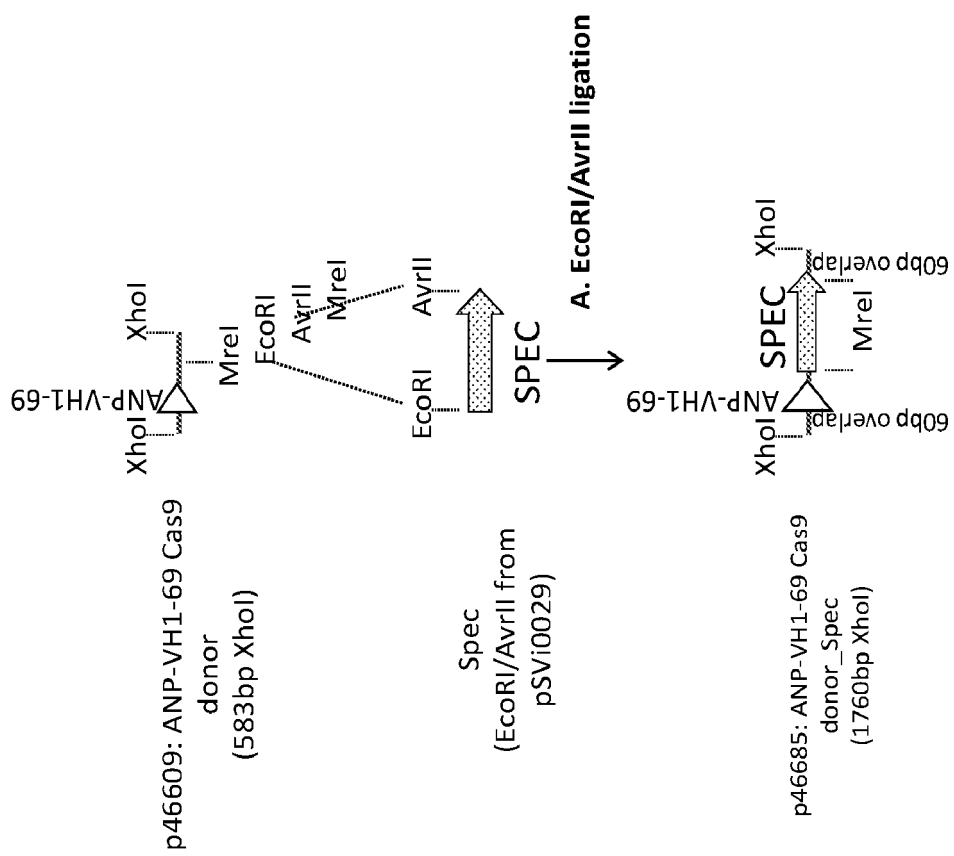 p46609: ANP-VH1-69 Cas9
donor
(583bp XhoI)
XhoI
ANP-VH1-69
XhoI
MreI
EcoRI
AvrII
MreI
Spec
(EcoRI/AvrII from
pSVi0029)
EcoRI
AvrII
SPEC
A. EcoRI/AvrII ligation
p46685: ANP-VH1-69 Cas9
donor_Spec
(1760bp XhoI)
XhoI
ANP-VH1-69
SPEC
XhoI
60bp overlap
MreI
60bp overlap